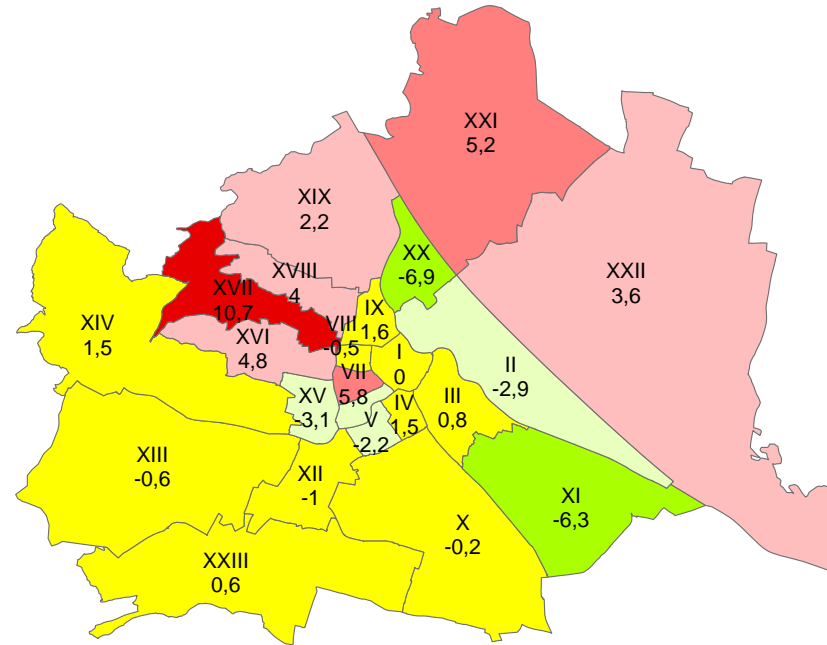 XXI
5,2
XIX
2,2
XX
-6,9
XXII
3,6
XVIII
4
XVII
10,7
IX
1,6
VIII
-0,5
XIV
1,5
XVI
4,8
I
0
II
-2,9
VII
5,8
XV
-3,1
III
0,8
IV
1,5
V
-2,2
XIII
-0,6
XII
-1
XI
-6,3
X
-0,2
XXIII
0,6